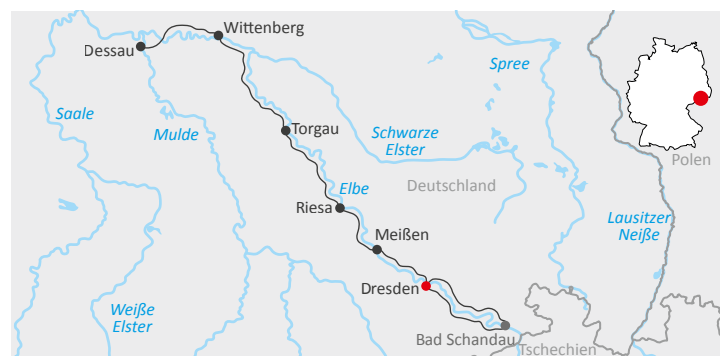 Wittenberg
Dessau
Spree
Saale
Mulde
Torgau
Schwarze
Elster
Polen
Elbe
Deutschland
Riesa
Lausitzer
Neiße
Meißen
Dresden
Weiße
Elster
Bad Schandau
Tschechien